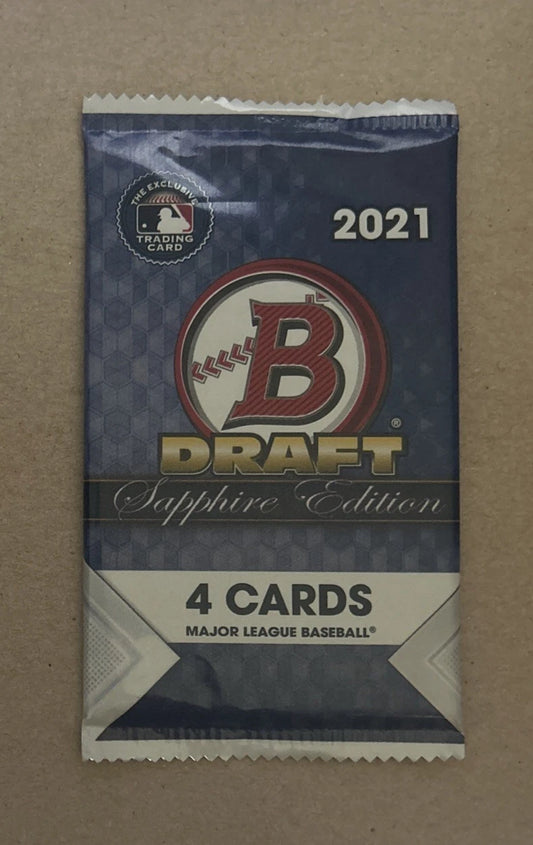 THE EXCLUSIVE
TRADING
CARD
2021
B
®
DRAFT
Sapphire Edition
4 CARDS
MAJOR LEAGUE BASEBALL®